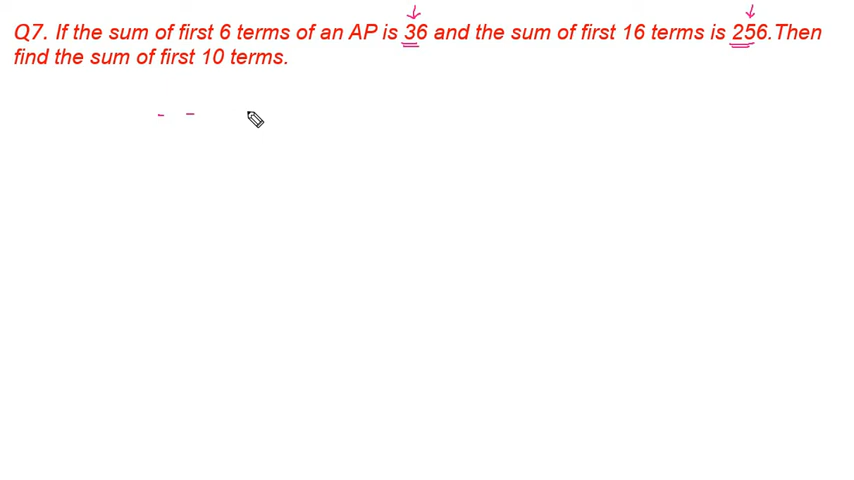 Q7. If the sum of first 6 terms of an AP is 36 and the sum of first 16 terms is 256.Then
find the sum of first 10 terms.